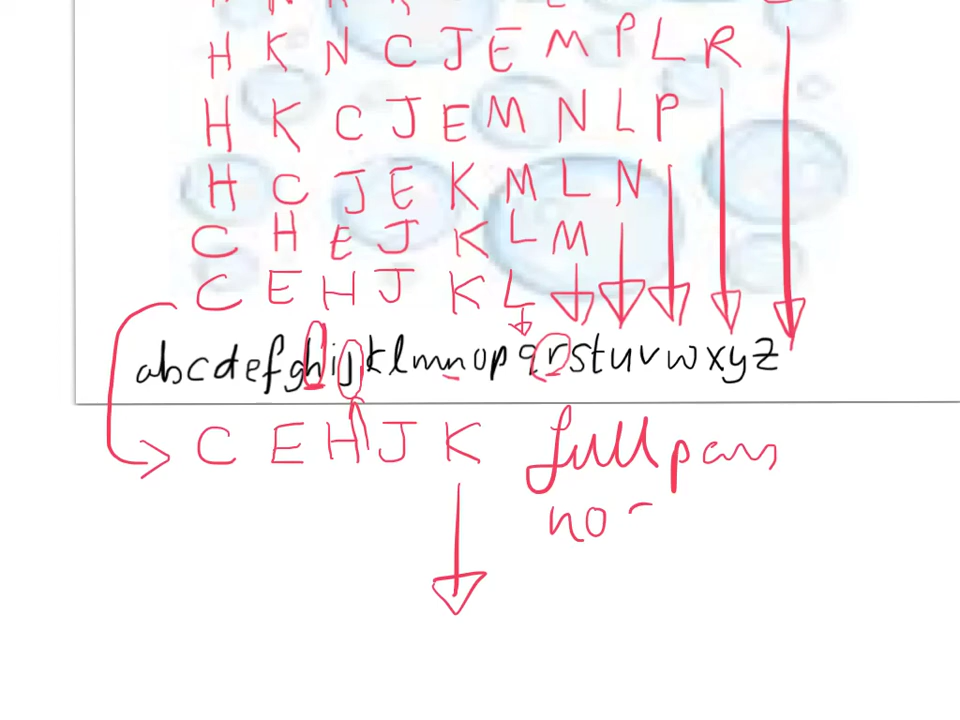 H K N C J E M P L R
H K C J E M N L P
H C J E K M L N
C H E J K L M
C E H J K L
abcdefghijklmnopqrstuvwxyz
C E H J K full pass
no